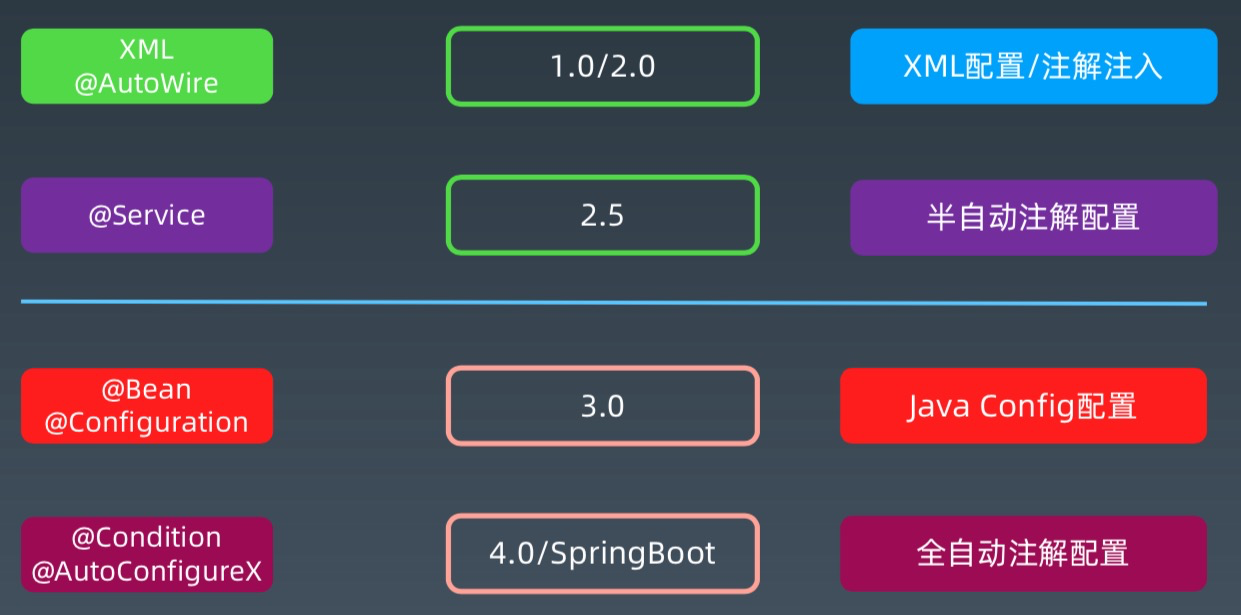 XML
@AutoWire
1.0/2.0
XML配置/注解注入
@Service
2.5
半自动注解配置
@Bean
@Configuration
3.0
Java Config配置
@Condition
@AutoConfigureX
4.0/SpringBoot
全自动注解配置